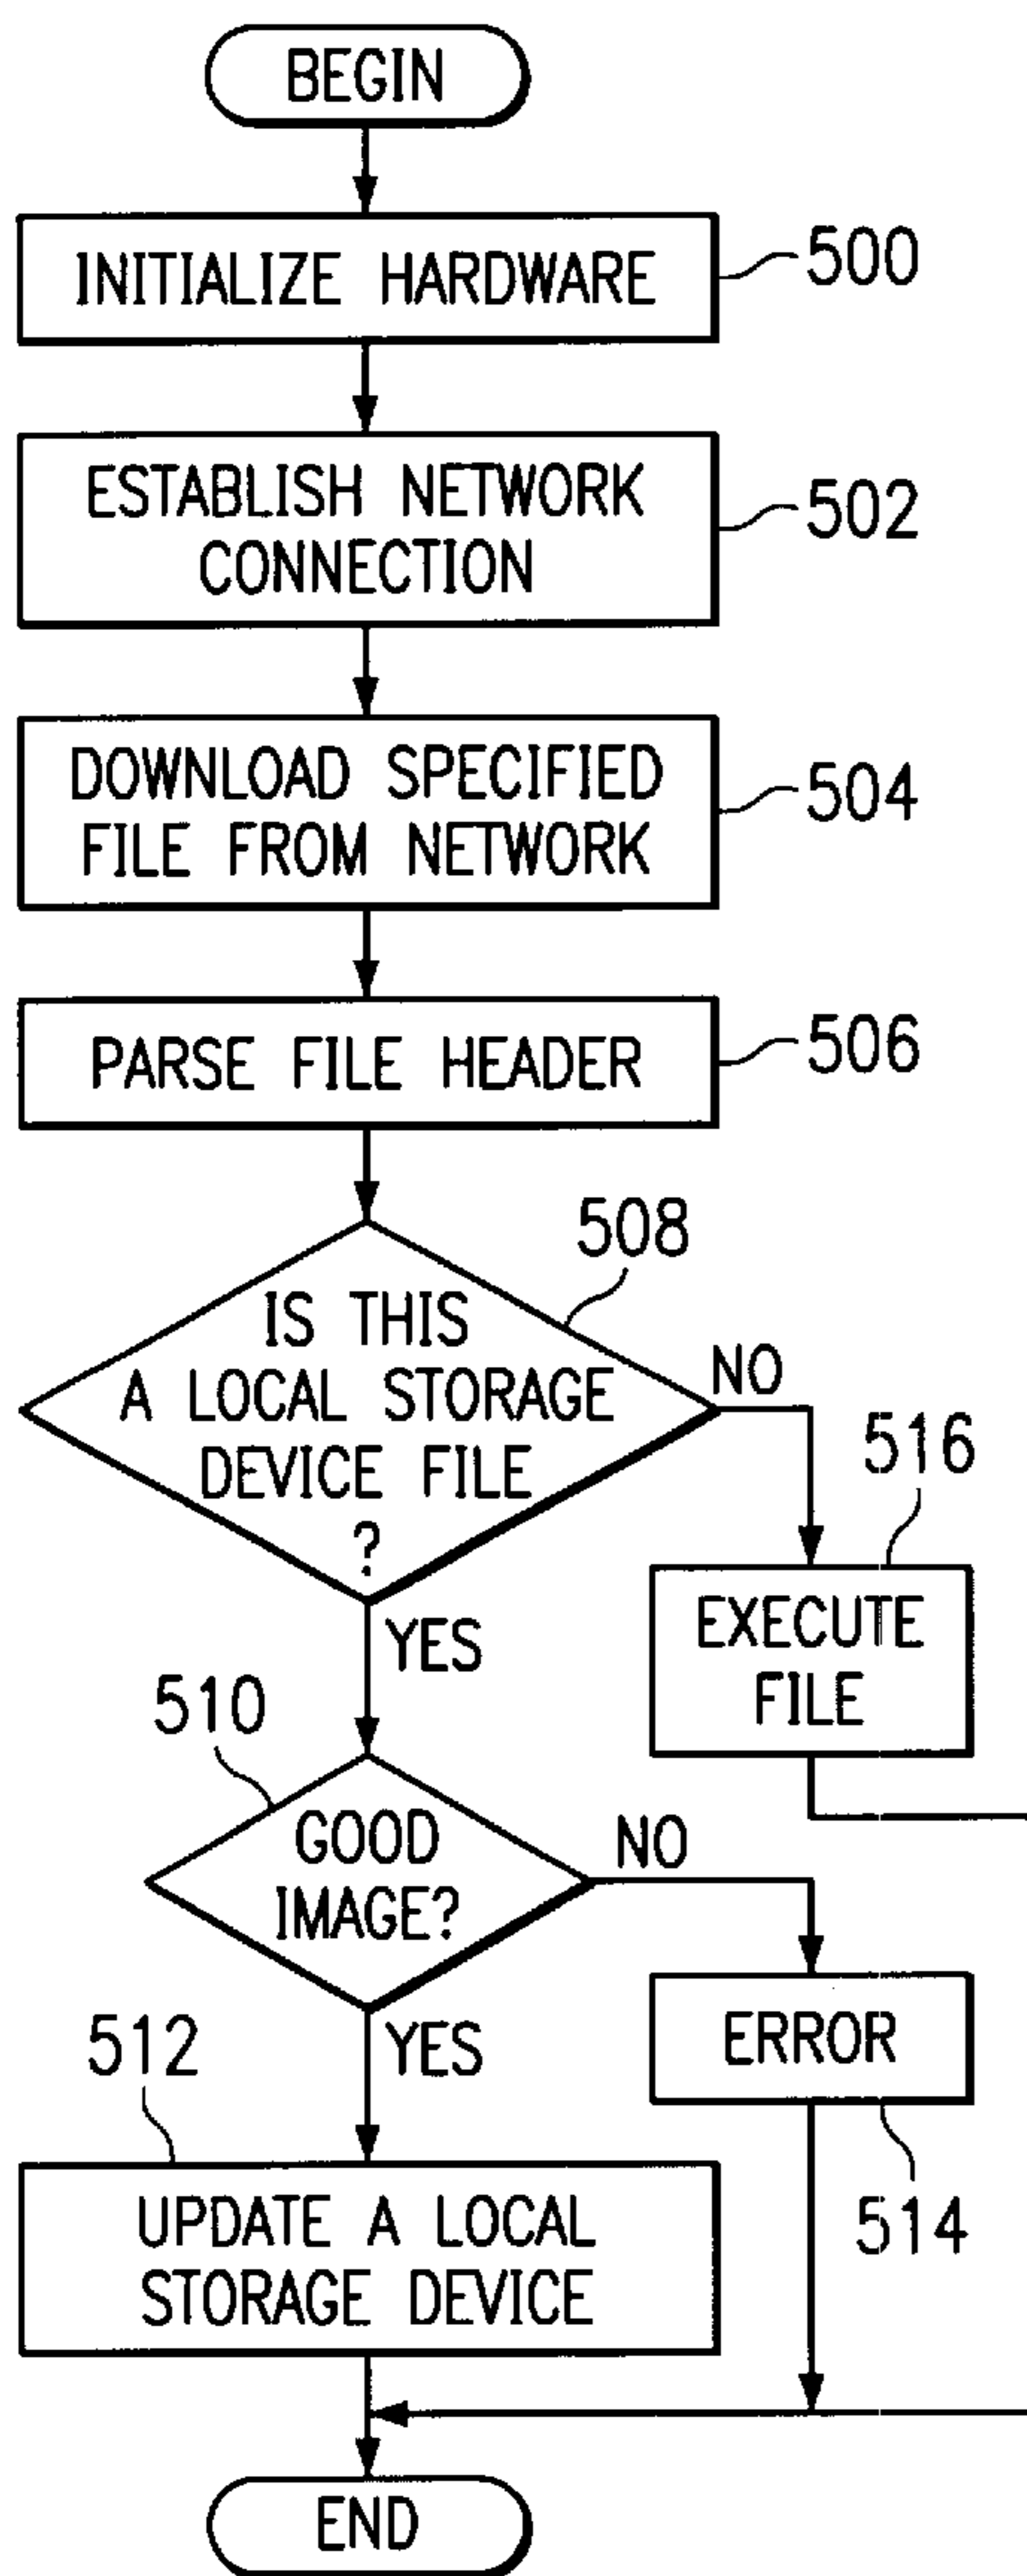 BEGIN
INITIALIZE HARDWARE
500
ESTABLISH NETWORK
CONNECTION
502
DOWNLOAD SPECIFIED
FILE FROM NETWORK
504
PARSE FILE HEADER
506
508
IS THIS
A LOCAL STORAGE
DEVICE FILE
?
NO
516
EXECUTE
FILE
YES
510
GOOD
IMAGE?
NO
ERROR
514
YES
512
UPDATE A LOCAL
STORAGE DEVICE
END